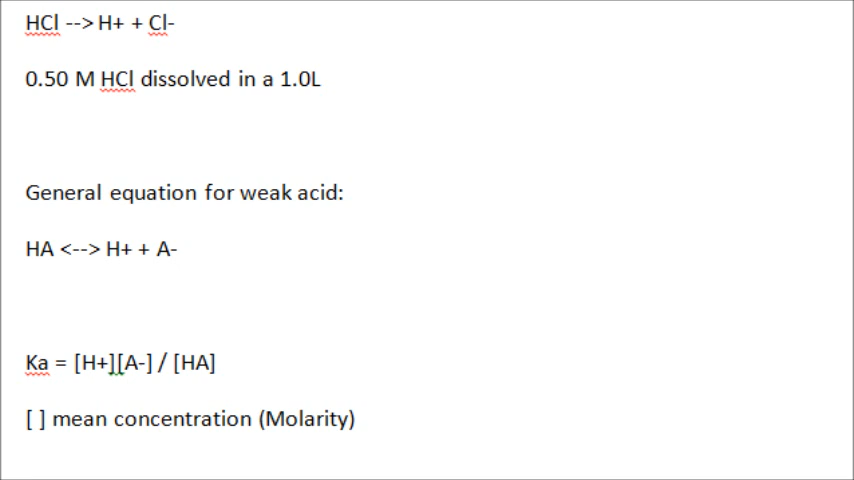 HCl --> H+ + Cl-
0.50 M HCl dissolved in a 1.0L
General equation for weak acid:
HA <--> H+ + A-
Ka = [H+][A-] / [HA]
[ ] mean concentration (Molarity)